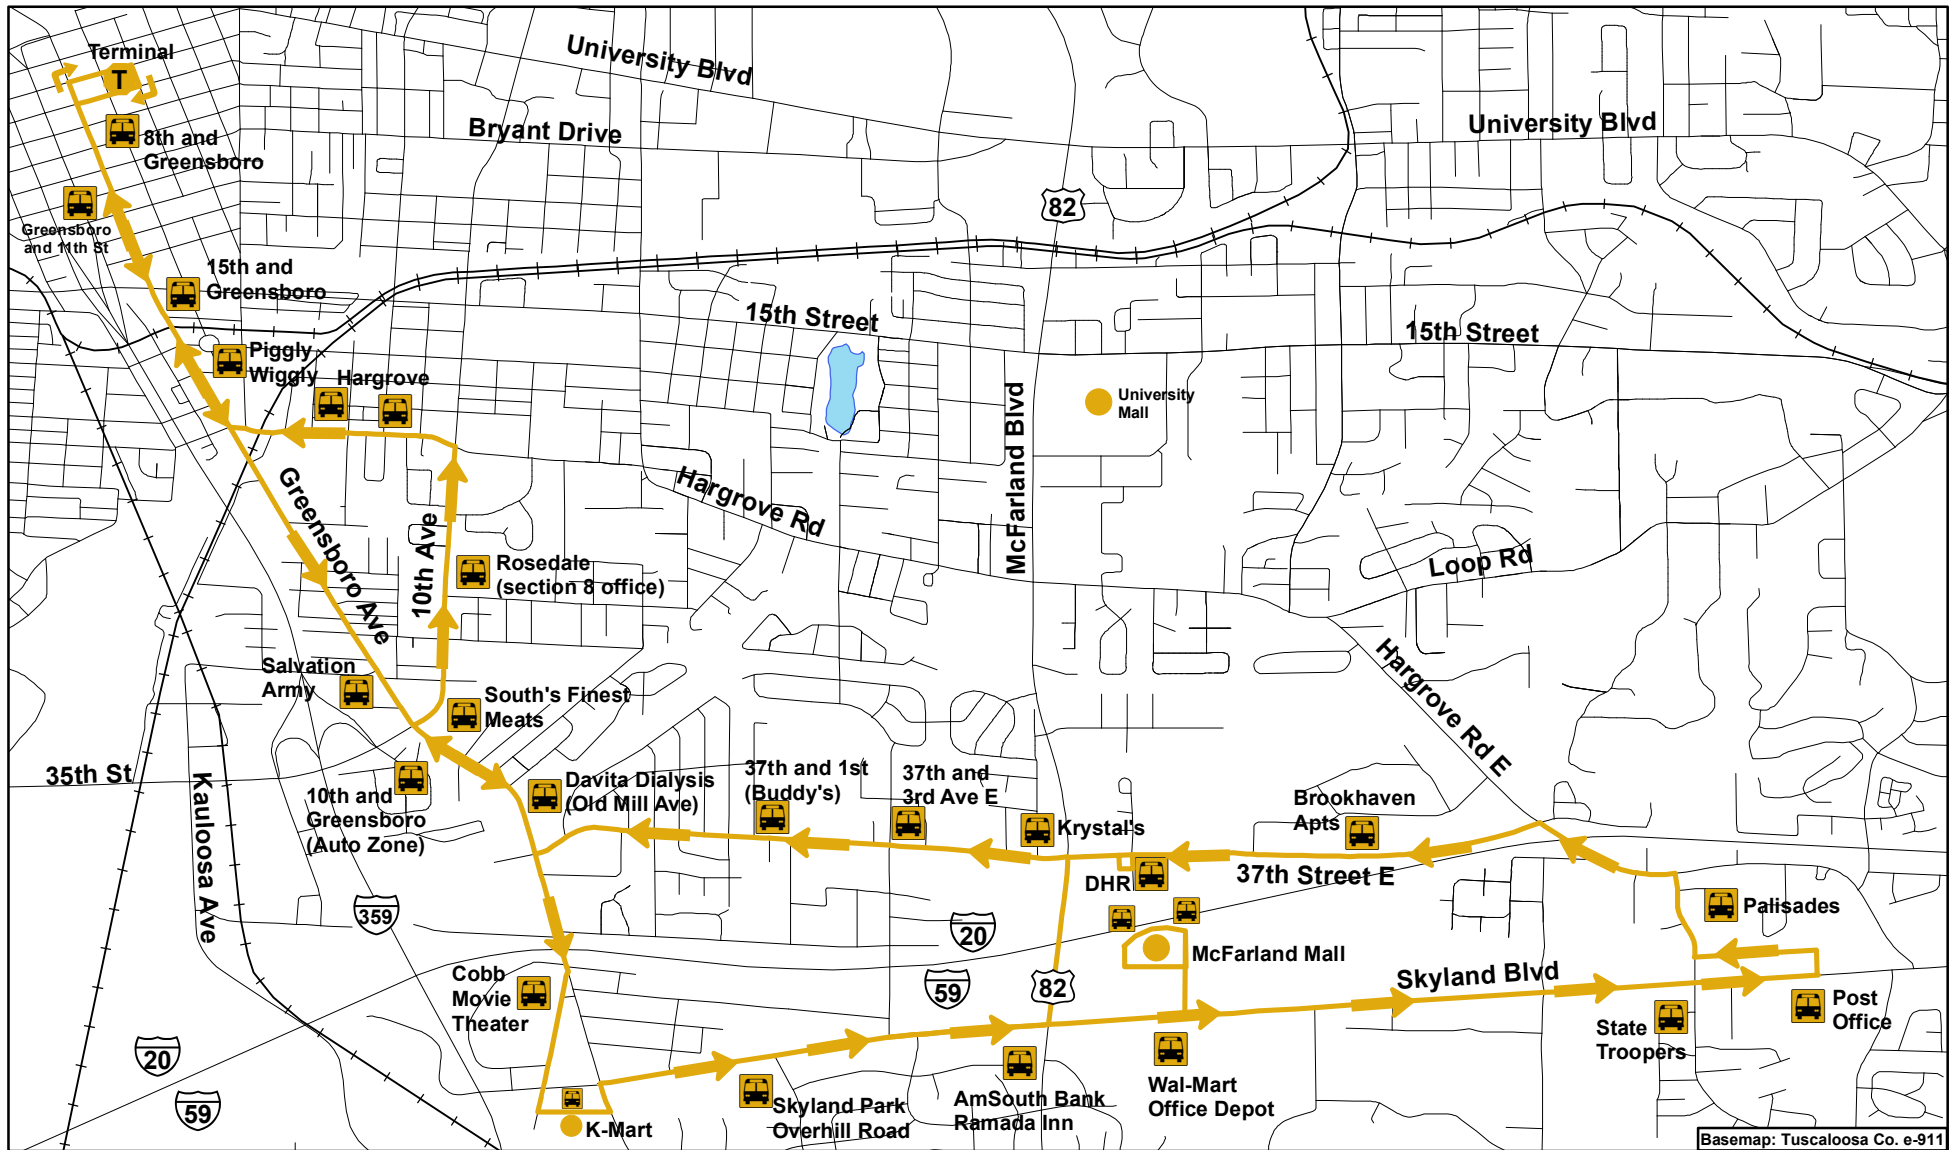 University Blvd
Terminal
T
Bryant Drive
University Blvd
8th and
Greensboro
82
Greensboro
and 11th St
15th and
Greensboro
15th Street
15th Street
Piggly
Wiggly
Hargrove
University
Mall
McFarland Blvd
Greensboro Ave
Hargrove Rd
10th Ave
Loop Rd
Rosedale
(section 8 office)
Hargrove Rd E
Salvation
Army
South's Finest
Meats
35th St
Kauloosa Ave
10th and
Greensboro
(Auto Zone)
Davita Dialysis
(Old Mill Ave)
37th and 1st
(Buddy's)
37th and
3rd Ave E
Krystal's
Brookhaven
Apts
DHR
37th Street E
359
20
Palisades
McFarland Mall
Cobb
Movie
Theater
59
82
Skyland Blvd
State
Troopers
Post
Office
20
59
K-Mart
Skyland Park
Overhill Road
AmSouth Bank
Ramada Inn
Wal-Mart
Office Depot
Basemap: Tuscaloosa Co. e-911